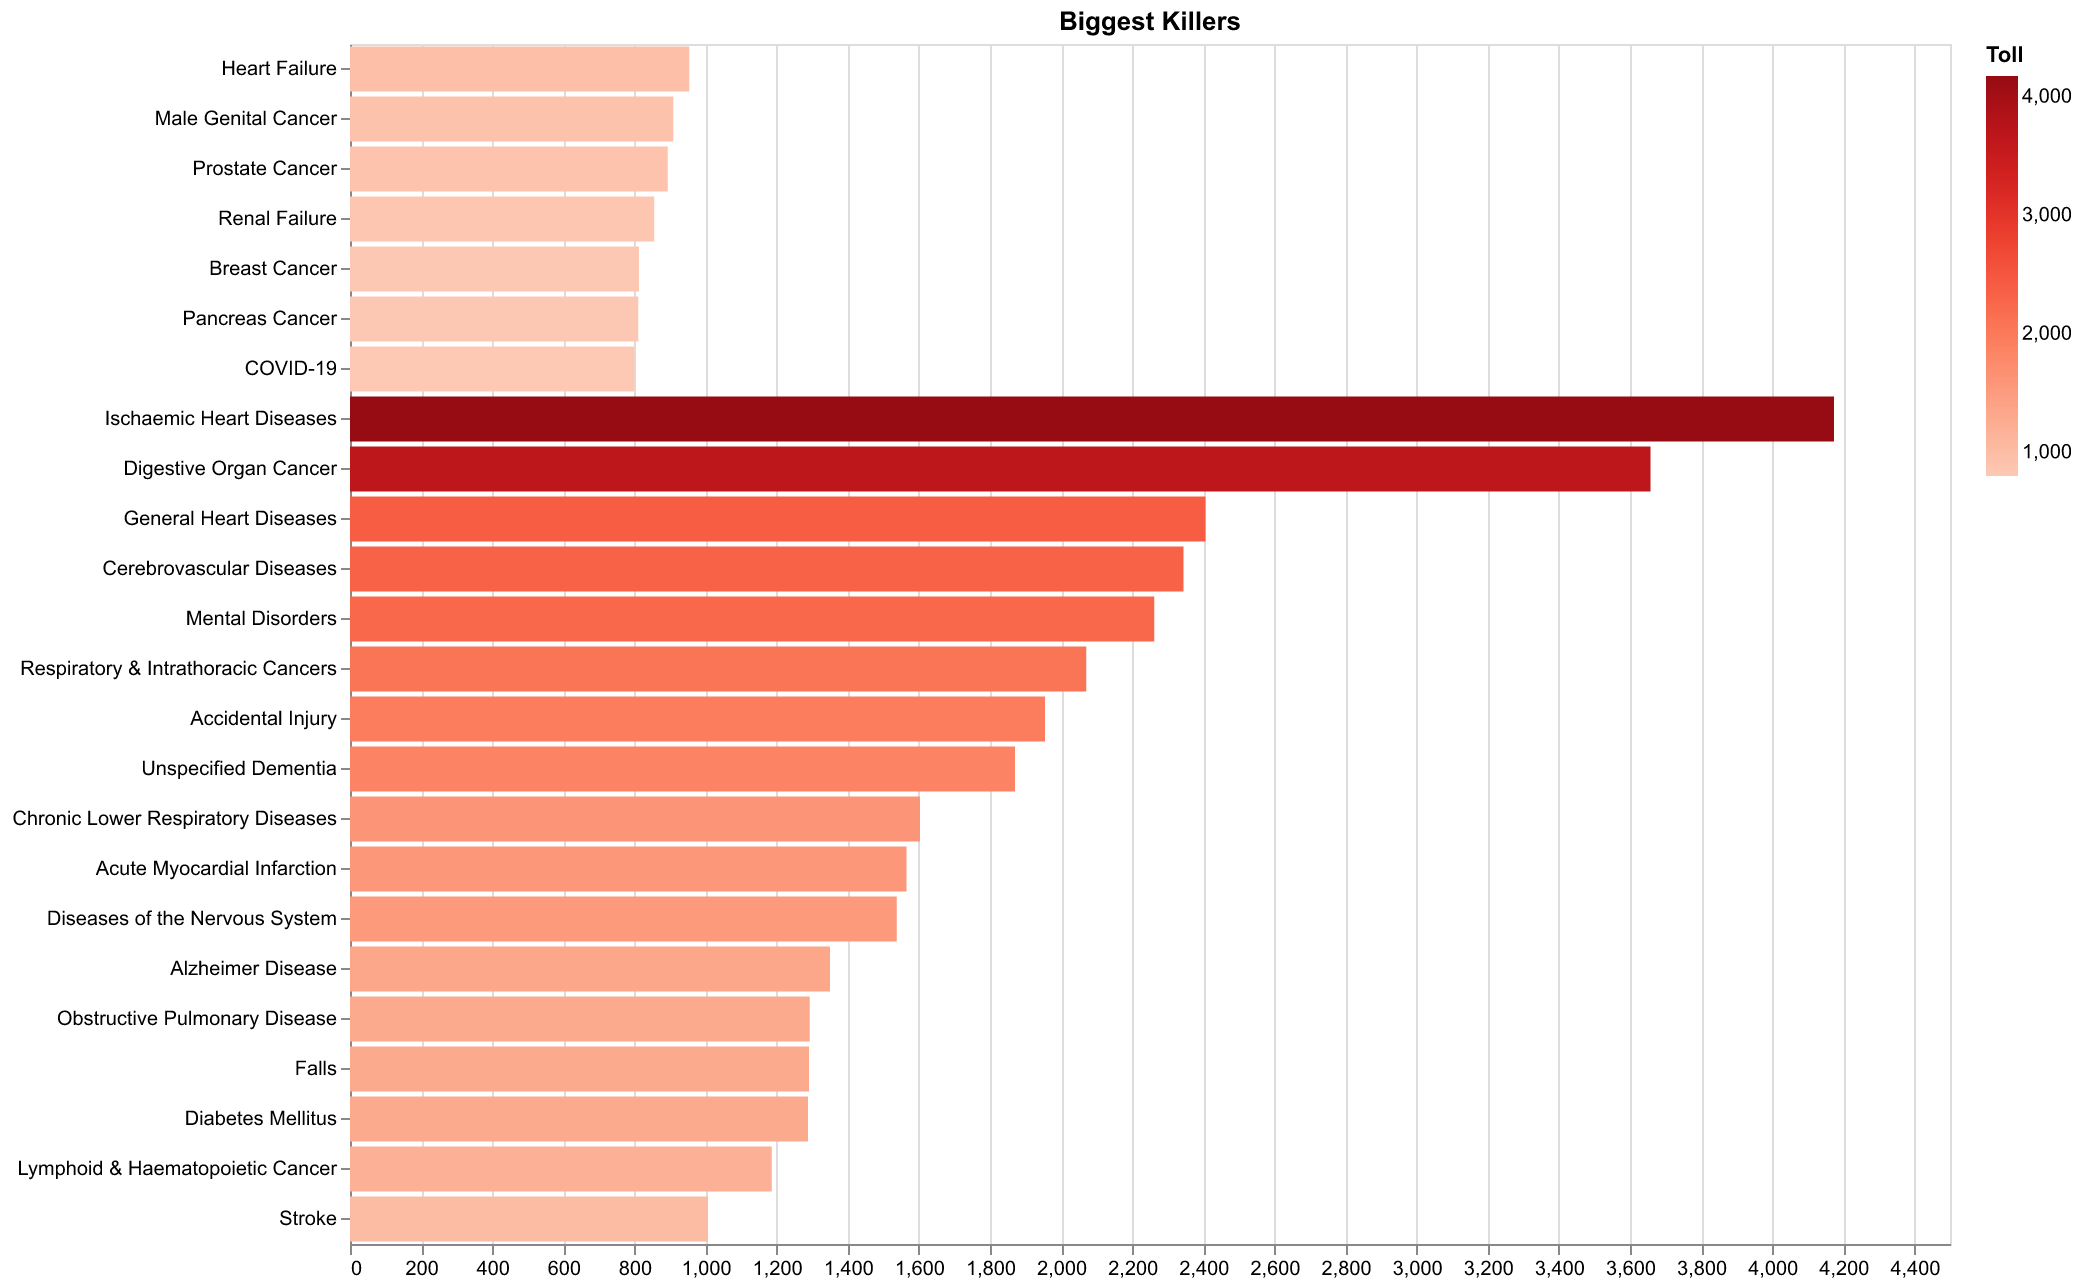 Biggest Killers
Heart Failure
Male Genital Cancer
Prostate Cancer
Renal Failure
Breast Cancer
Pancreas Cancer
COVID-19
Ischaemic Heart Diseases
Digestive Organ Cancer
General Heart Diseases
Cerebrovascular Diseases
Mental Disorders
Respiratory & Intrathoracic Cancers
Accidental Injury
Unspecified Dementia
Chronic Lower Respiratory Diseases
Acute Myocardial Infarction
Diseases of the Nervous System
Alzheimer Disease
Obstructive Pulmonary Disease
Falls
Diabetes Mellitus
Lymphoid & Haematopoietic Cancer
Stroke
0 200 400 600 800 1,000 1,200 1,400 1,600 1,800 2,000 2,200 2,400 2,600 2,800 3,000 3,200 3,400 3,600 3,800 4,000 4,200 4,400
Toll
4,000
3,000
2,000
1,000